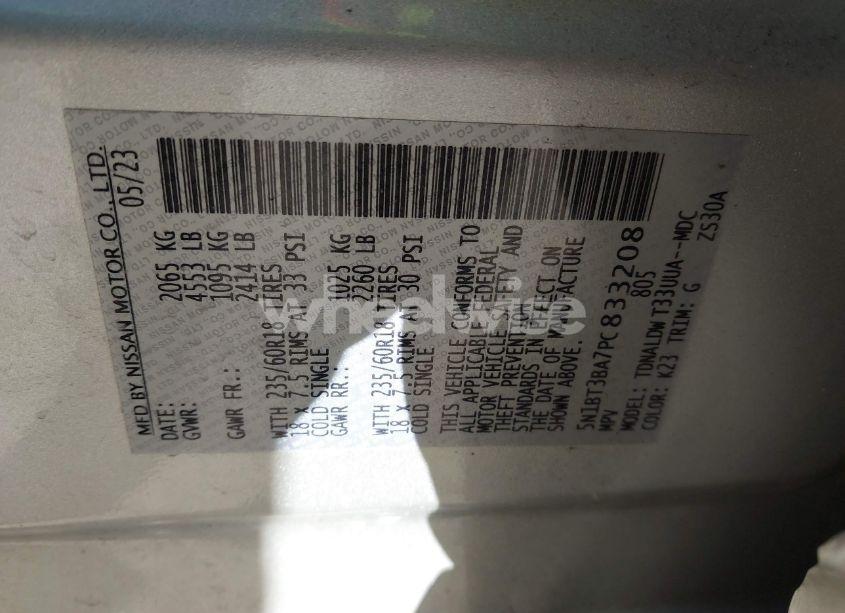 MFD BY NISSAN MOTOR CO., LTD.
DATE: 05/23
GVWR: 2065 KG
4553 LB
GAWR FR.: 1095 KG
2414 LB
WITH 235/60R18 TIRES
18 x 7.5 RIMS AT 33 PSI
COLD SINGLE
GAWR RR.: 1025 KG
2260 LB
WITH 235/60R18 TIRES
18 x 7.5 RIMS AT 30 PSI
COLD SINGLE
THIS VEHICLE CONFORMS TO
ALL APPLICABLE FEDERAL
MOTOR VEHICLE SAFETY AND
THEFT PREVENTION
STANDARDS IN EFFECT ON
THE DATE OF MANUFACTURE
SHOWN ABOVE.
5N1BT3BA7PC833208
MPV 805
MODEL: TDNALDW T33UUA--MDC
COLOR: K23 TRIM: G ZS30A